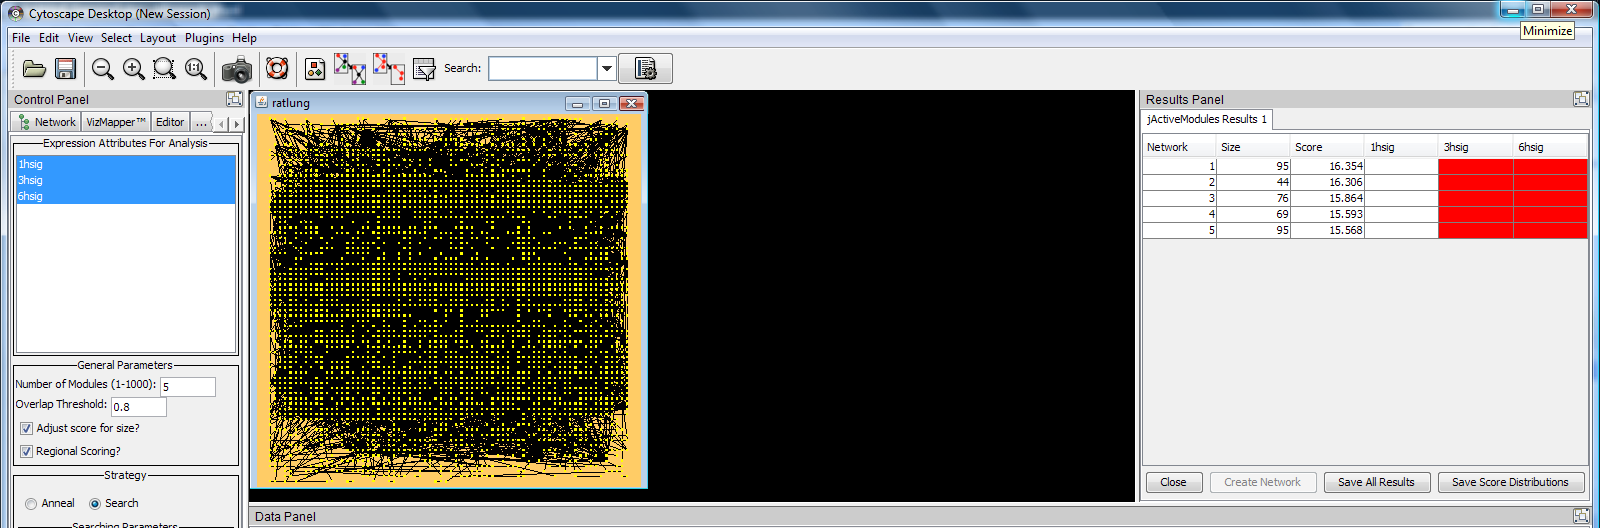 Cytoscape Desktop (New Session)
Minimize
File Edit View Select Layout Plugins Help
Search:
Control Panel
Network VizMapper™ Editor ...
Expression Attributes For Analysis
1hsig
3hsig
6hsig
General Parameters
Number of Modules (1-1000): 5
Overlap Threshold: 0.8
Adjust score for size?
Regional Scoring?
Strategy
Anneal Search
Searching Parameters
ratlung
Data Panel
Results Panel
jActiveModules Results 1
Network Size Score 1hsig 3hsig 6hsig
1 95 16.354
2 44 16.306
3 76 15.864
4 69 15.593
5 95 15.568
Close Create Network Save All Results Save Score Distributions